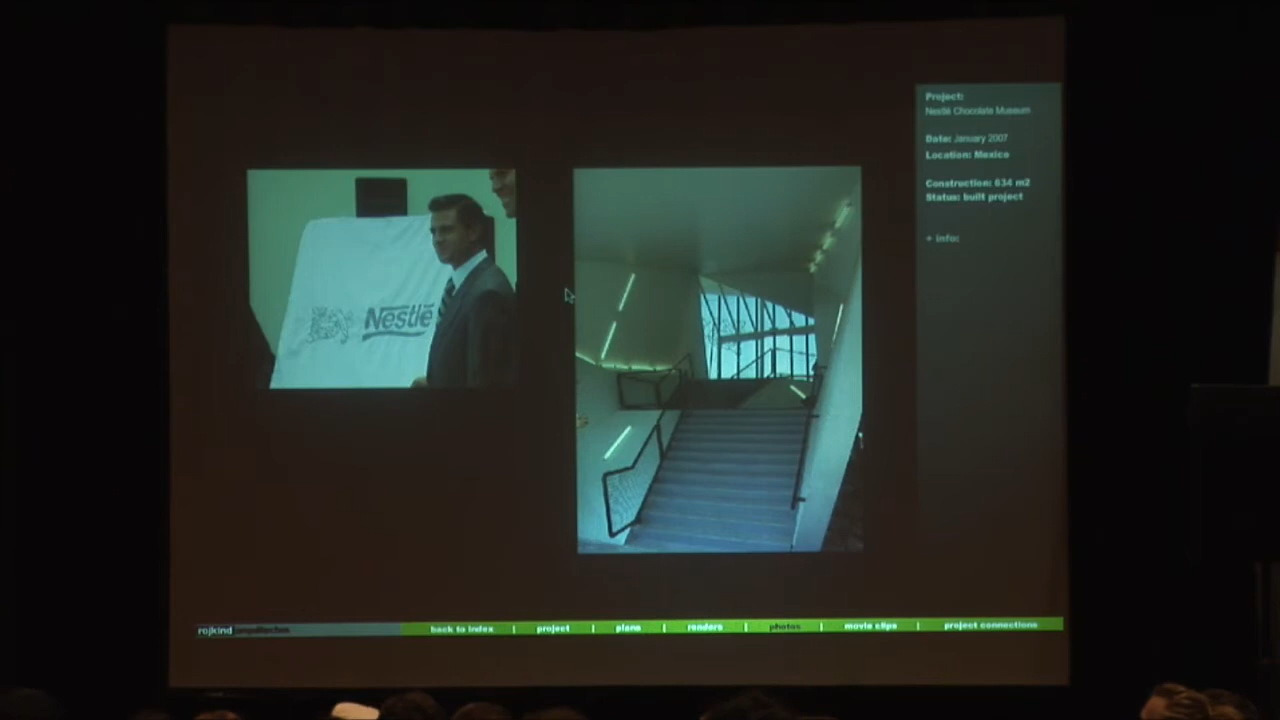 Project:
Nestlé Chocolate Museum
Date: January 2007
Location: Mexico
Construction: 634 m2
Status: built project
+ Info:
Nestlé
rojkind
back to index | project | plans | renders | photos | movie clips | project connections